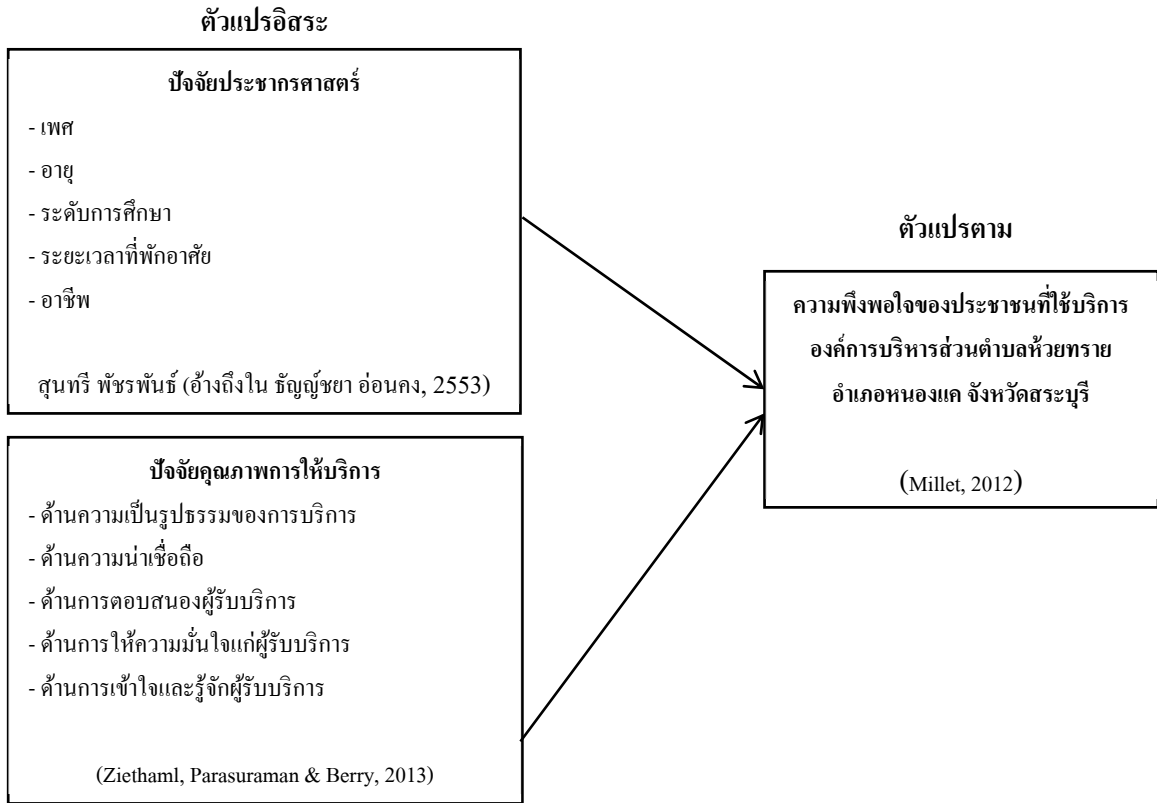 ตัวแปรอิสระ
ปัจจัยประชากรศาสตร์
- เพศ
- อายุ
- ระดับการศึกษา
- ระยะเวลาที่พักอาศัย
- อาชีพ
สุนทรี พัชรพันธ์ (อ้างถึงใน ธัญญ์ชยา อ่อนคง, 2553)
ปัจจัยคุณภาพการให้บริการ
- ด้านความเป็นรูปธรรมของการบริการ
- ด้านความน่าเชื่อถือ
- ด้านการตอบสนองผู้รับบริการ
- ด้านการให้ความมั่นใจแก่ผู้รับบริการ
- ด้านการเข้าใจและรู้จักผู้รับบริการ
(Ziethaml, Parasuraman & Berry, 2013)
ตัวแปรตาม
ความพึงพอใจของประชาชนที่ใช้บริการ
องค์การบริหารส่วนตำบลห้วยทราย
อำเภอหนองแค จังหวัดสระบุรี
(Millet, 2012)